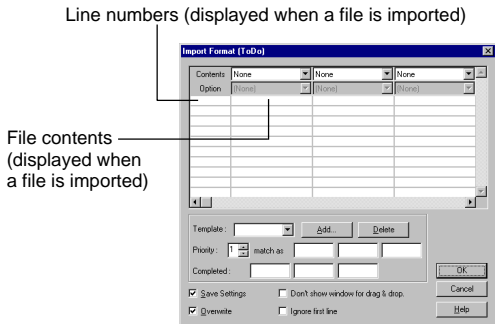 Line numbers (displayed when a file is imported)
Import Format (ToDo)
Contents None None None
Option (None) (None) (None)
File contents
(displayed when
a file is imported)
Template : Add... Delete
Priority : 1 match as
Completed :
OK
Save Settings Don't show window for drag & drop. Cancel
Overwrite Ignore first line Help